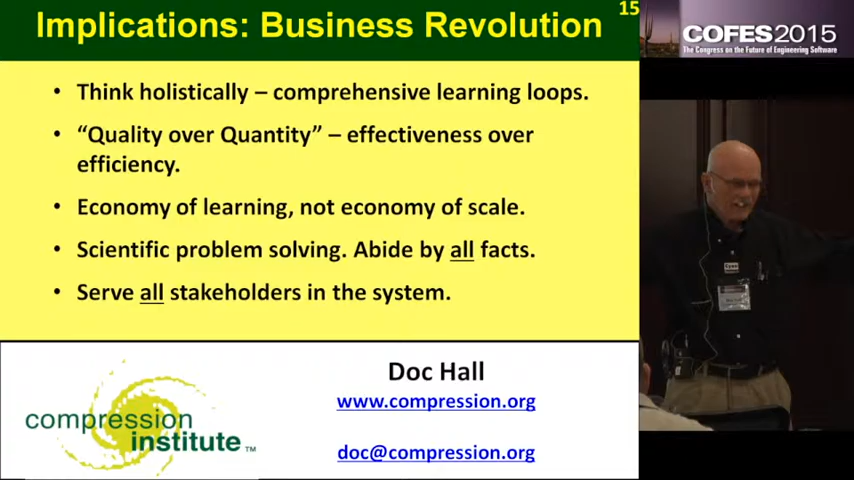 Implications: Business Revolution
15
• Think holistically – comprehensive learning loops.
• “Quality over Quantity” – effectiveness over
efficiency.
• Economy of learning, not economy of scale.
• Scientific problem solving. Abide by all facts.
• Serve all stakeholders in the system.
compression
institute™
Doc Hall
www.compression.org
doc@compression.org
COFES2015
The Congress on the Future of Engineering Software